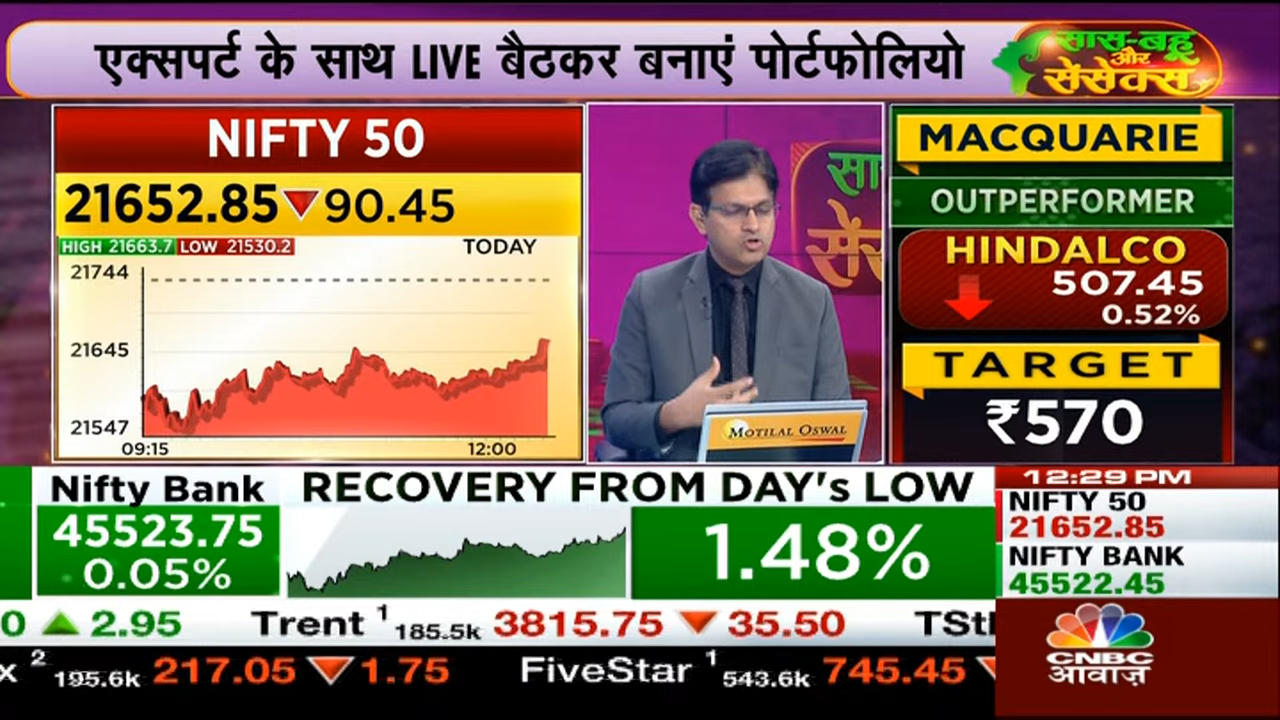 एक्सपर्ट के साथ LIVE बैठकर बनाएं पोर्टफोलियो
सास-बहू
और
सेंसेक्स
NIFTY 50
21652.85 90.45
HIGH 21663.7 LOW 21530.2
TODAY
21744
21645
21547
09:15
12:00
सा
सें
MOTILAL OSWAL
MACQUARIE
OUTPERFORMER
HINDALCO
507.45
0.52%
TARGET
₹570
Nifty Bank
45523.75
0.05%
RECOVERY FROM DAY's LOW
1.48%
12:29 PM
NIFTY 50
21652.85
NIFTY BANK
45522.45
0 2.95 Trent 1 185.5k 3815.75 35.50 TSt
x 2 195.6k 217.05 1.75 FiveStar 1 543.6k 745.45
CNBC
आवाज़